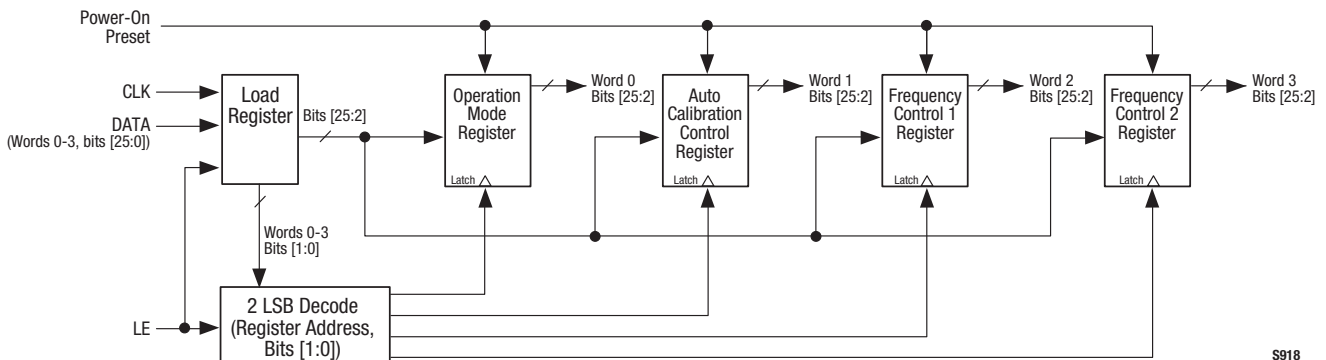 Power-On
Preset
CLK
DATA
(Words 0-3, bits [25:0])
Load
Register
Bits [25:2]
Operation
Mode
Register
Latch
Word 0
Bits [25:2]
Auto
Calibration
Control
Register
Latch
Word 1
Bits [25:2]
Frequency
Control 1
Register
Latch
Word 2
Bits [25:2]
Frequency
Control 2
Register
Latch
Word 3
Bits [25:2]
Words 0-3
Bits [1:0]
LE
2 LSB Decode
(Register Address,
Bits [1:0])
S918